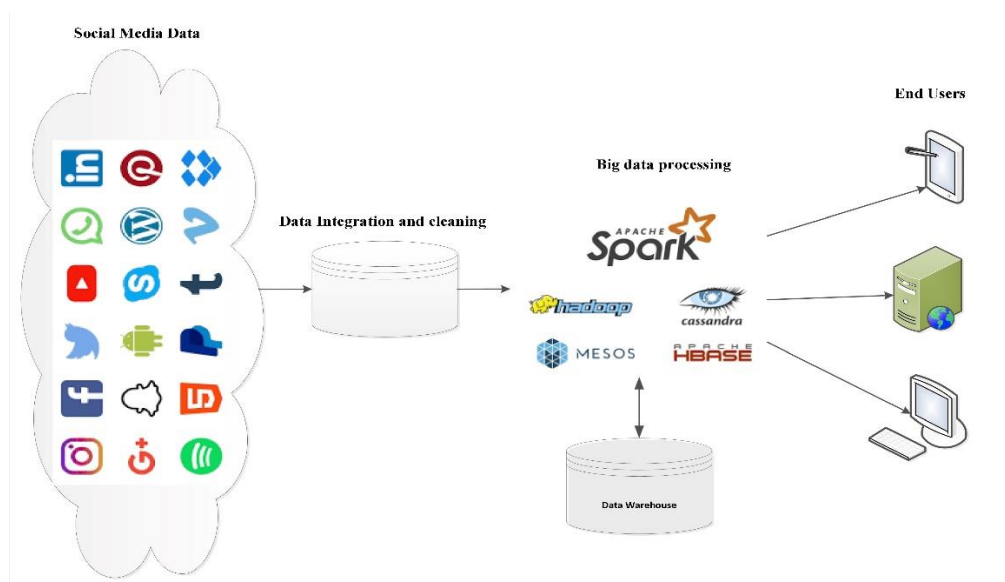 Social Media Data
End Users
Big data processing
Data Integration and cleaning
APACHE
Spark
hadoop
cassandra
MESOS
APACHE
HBASE
Data Warehouse